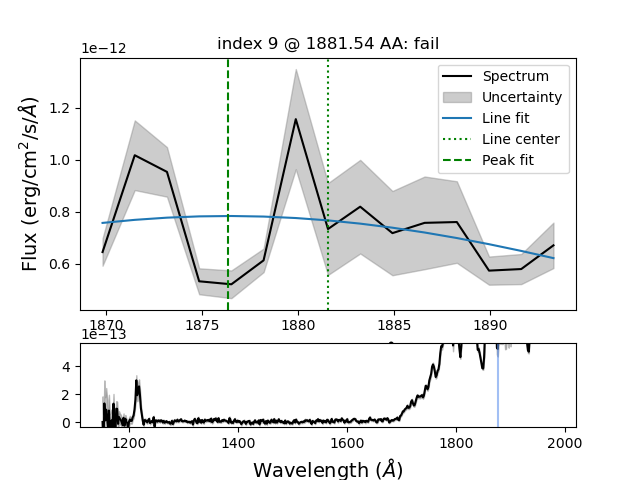 index 9 @ 1881.54 AA: fail
1e−12
Spectrum
Uncertainty
Line fit
Line center
Peak fit
Flux (erg/cm²/s/Å)
1.2
1.0
0.8
0.6
1870
1875
1880
1885
1890
1e−13
4
2
0
1200
1400
1600
1800
2000
Wavelength (Å)